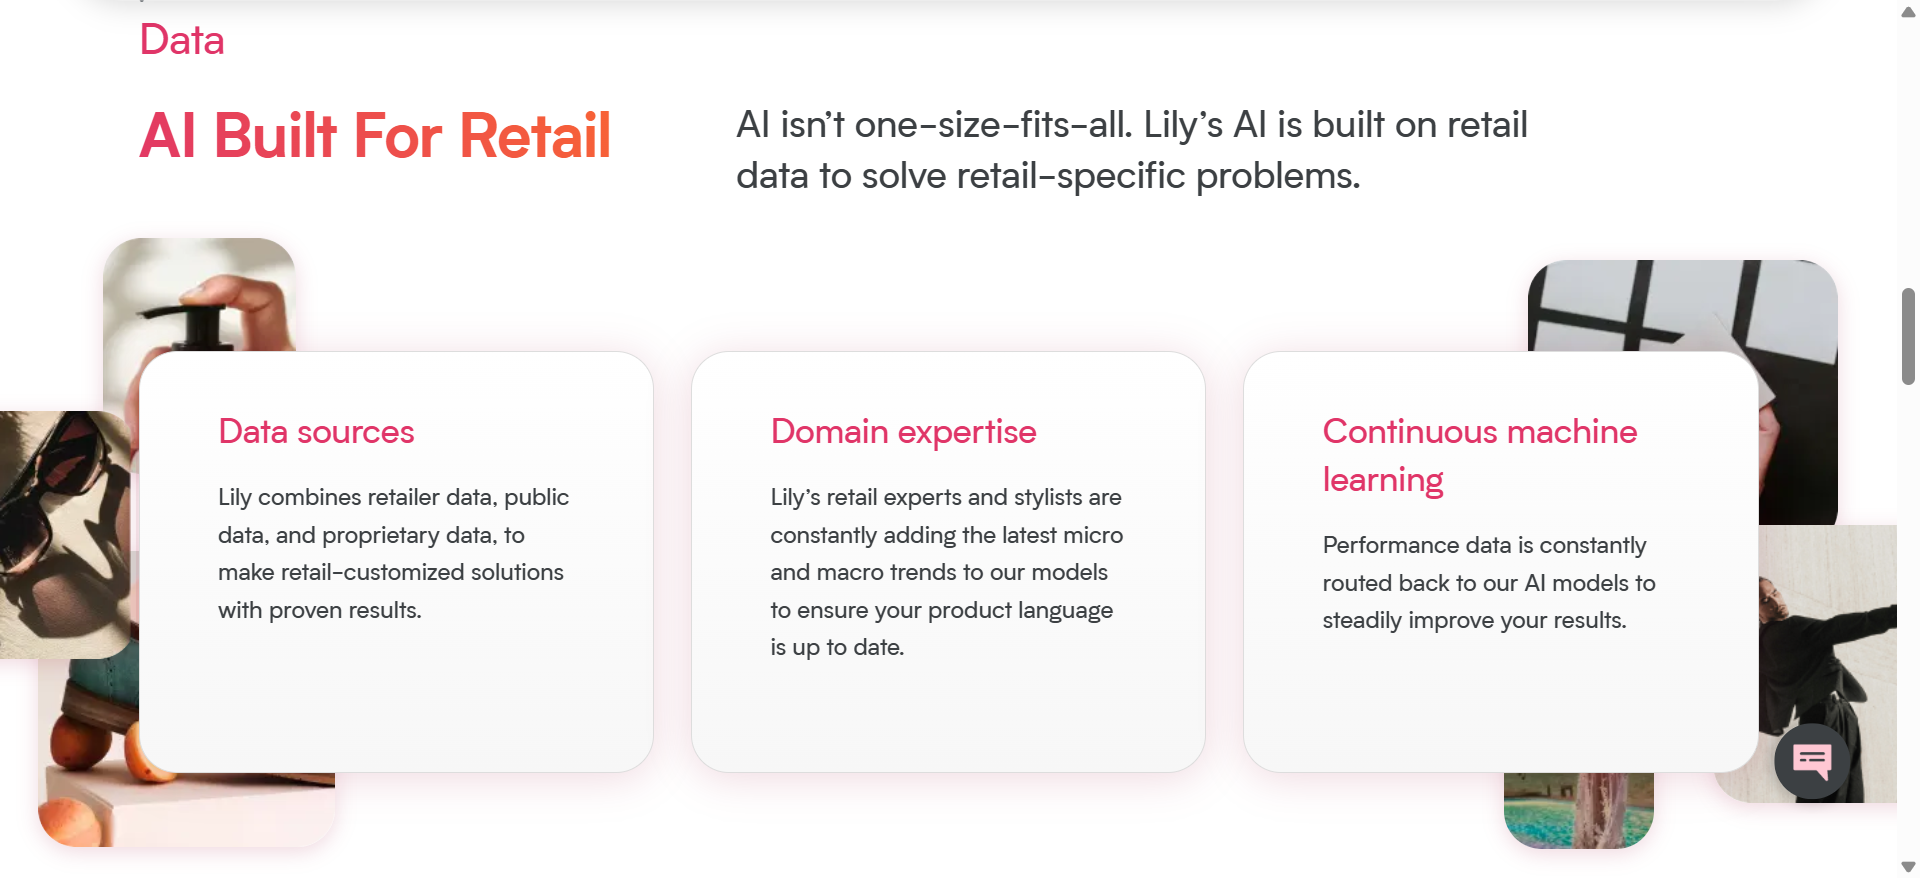 Data
AI Built For Retail
AI isn’t one-size-fits-all. Lily’s AI is built on retail
data to solve retail-specific problems.
Data sources
Lily combines retailer data, public
data, and proprietary data, to
make retail-customized solutions
with proven results.
Domain expertise
Lily’s retail experts and stylists are
constantly adding the latest micro
and macro trends to our models
to ensure your product language
is up to date.
Continuous machine
learning
Performance data is constantly
routed back to our AI models to
steadily improve your results.